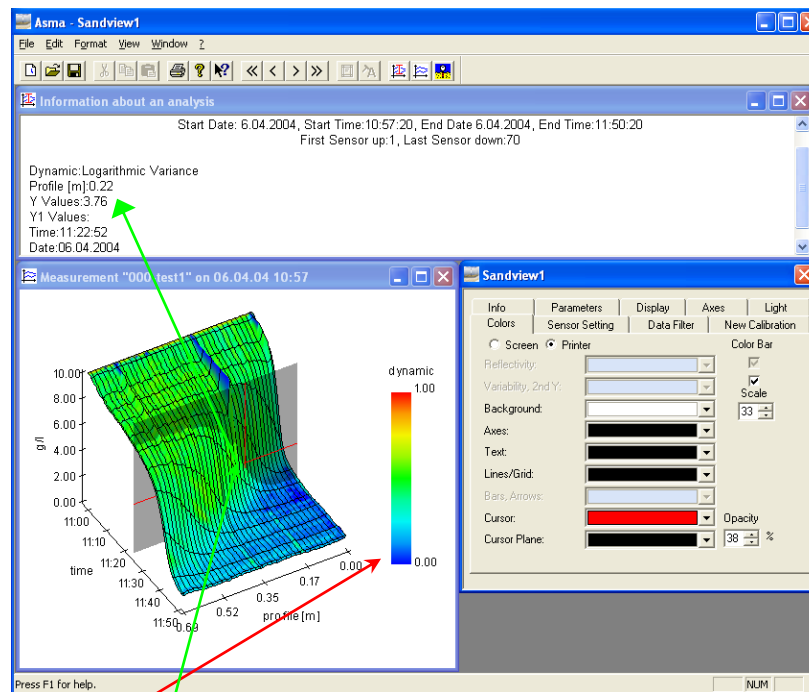 Asma - Sandview1
File Edit Format View Window ?
Information about an analysis
Start Date: 6.04.2004, Start Time:10:57:20, End Date 6.04.2004, End Time:11:50:20
First Sensor up:1, Last Sensor down:70
Dynamic:Logarithmic Variance
Profile [m]:0.22
Y Values:3.76
Y1 Values:
Time:11:22:52
Date:06.04.2004
Measurement "000 test1" on 06.04.04 10:57
dynamic
1.00
0.00
10.00
8.00
6.00
4.00
2.00
0.00
g/l
11:00
11:10
11:20
11:30
11:40
11:50
time
0.69
0.52
0.35
0.17
0.00
profile [m]
Sandview1
Info Parameters Display Axes Light
Colors Sensor Setting Data Filter New Calibration
Screen Printer Color Bar
Reflectivity:
Variability, 2nd Y:
Scale
Background:
33
Axes:
Text:
Lines/Grid:
Bars, Arrows:
Cursor: Opacity
Cursor Plane: 38 %
Press F1 for help.
NUM